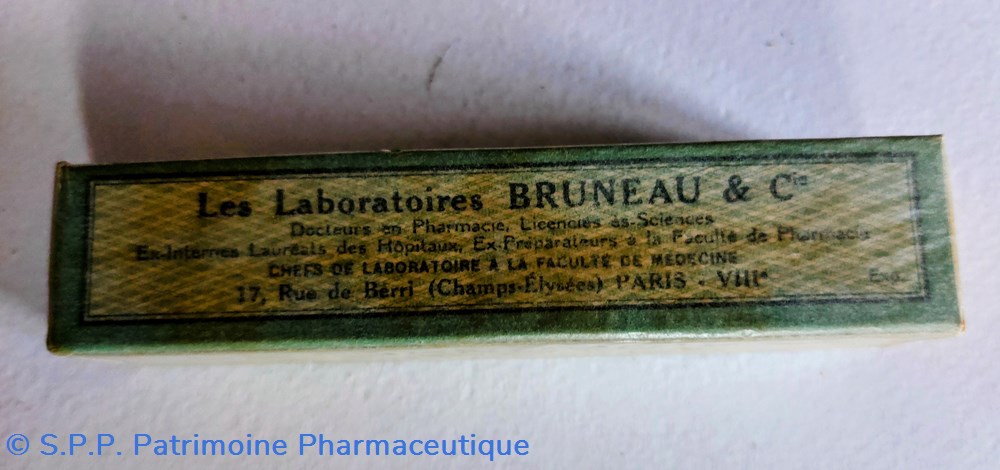 Les Laboratoires BRUNEAU & Cie
Docteurs en Pharmacie, Licenciés ès-Sciences
Ex-Internes Lauréats des Hôpitaux, Ex-Préparateurs à la Faculté de Pharmacie
CHEFS DE LABORATOIRE A LA FACULTÉ DE MÉDECINE
17, Rue de Berri (Champs-Élysées) PARIS - VIIIe
Exp.
© S.P.P. Patrimoine Pharmaceutique